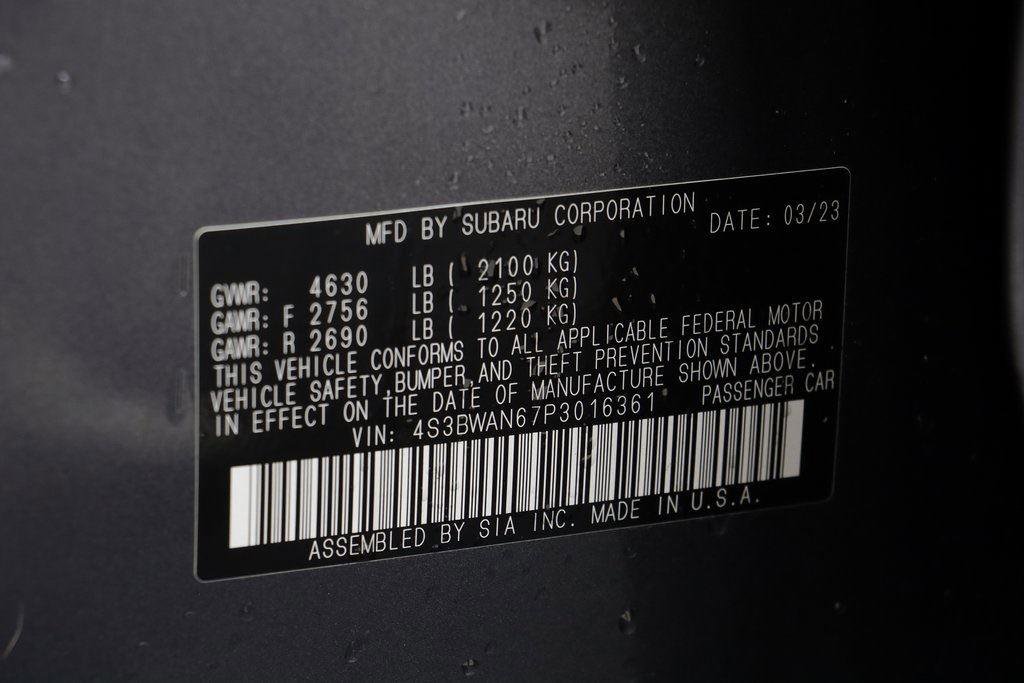 MFD BY SUBARU CORPORATION DATE: 03/23
GVWR: 4630 LB ( 2100 KG)
GAWR: F 2756 LB ( 1250 KG)
GAWR: R 2690 LB ( 1220 KG)
THIS VEHICLE CONFORMS TO ALL APPLICABLE FEDERAL MOTOR
VEHICLE SAFETY, BUMPER, AND THEFT PREVENTION STANDARDS
IN EFFECT ON THE DATE OF MANUFACTURE SHOWN ABOVE.
VIN: 4S3BWAN67P3016361 PASSENGER CAR
ASSEMBLED BY SIA INC. MADE IN U.S.A.